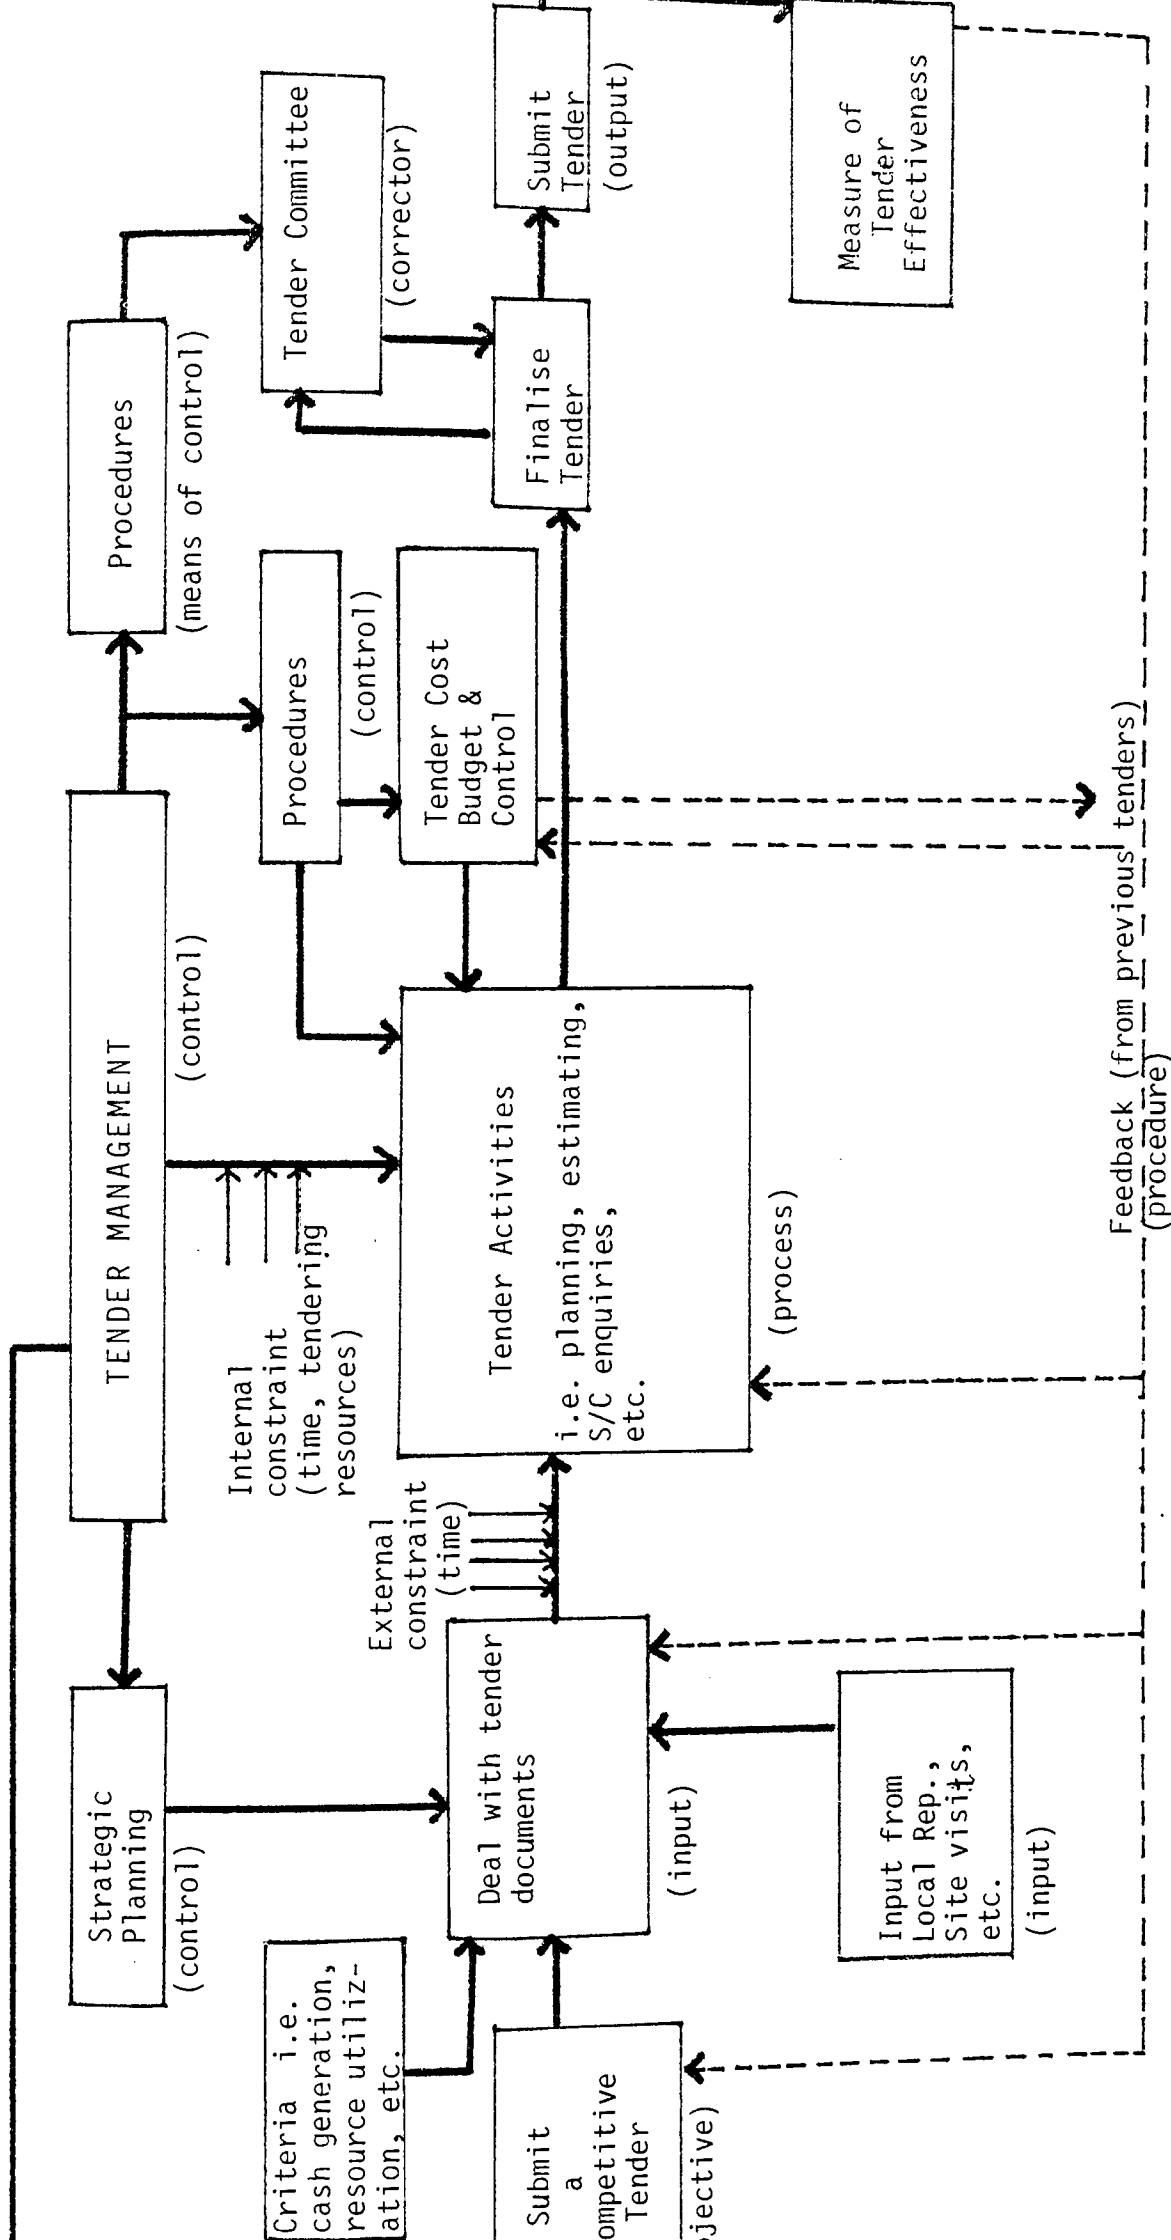 TENDER MANAGEMENT
(control)
Strategic
Planning
(control)
Procedures
(means of control)
Criteria i.e.
cash generation,
resource utiliz-
ation, etc.
Internal
constraint
(time, tendering
resources)
Procedures
(control)
Tender Committee
(corrector)
External
constraint
(time)
Tender Cost
Budget &
Control
Submit
a
ompetitive
Tender
jective)
Deal with tender
documents
(input)
Tender Activities
i.e. planning, estimating,
S/C enquiries,
etc.
(process)
Finalise
Tender
Submit
Tender
(output)
Input from
Local Rep.,
Site visits,
etc.
(input)
Measure of
Tender
Effectiveness
Feedback (from previous tenders)
(procedure)